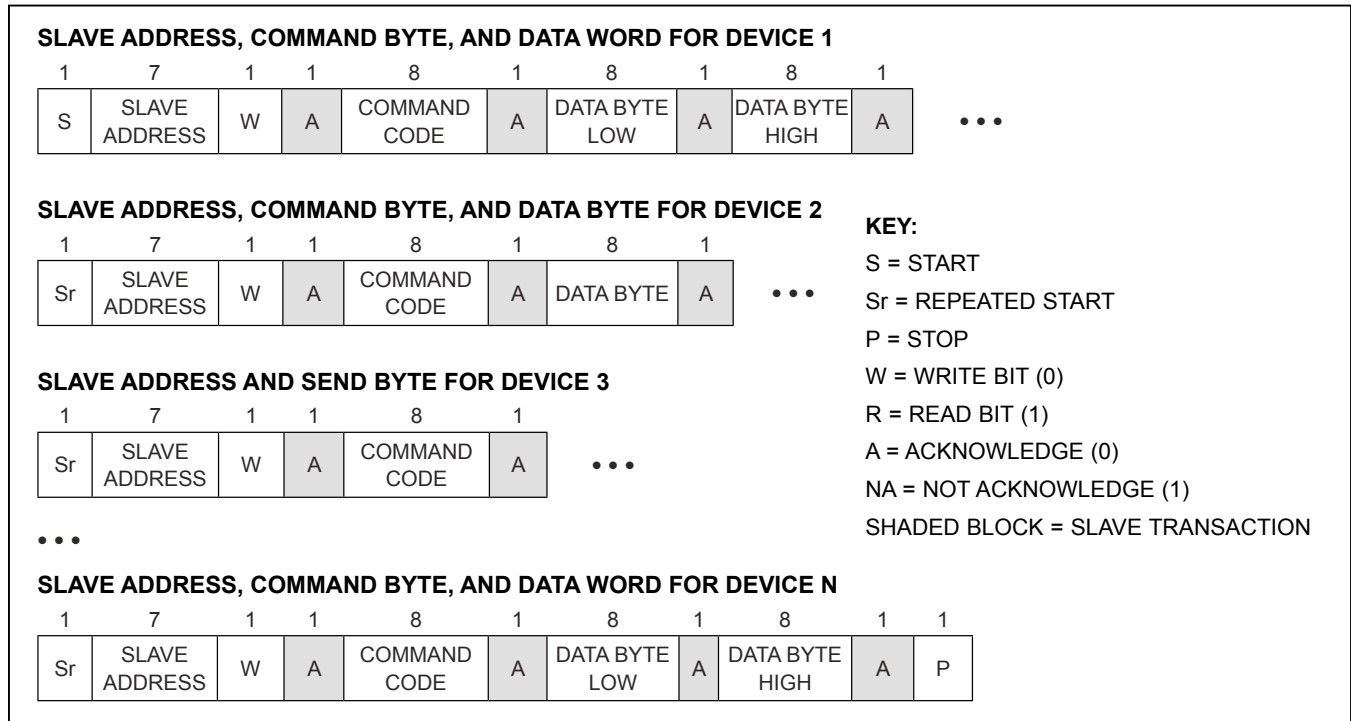 SLAVE ADDRESS, COMMAND BYTE, AND DATA WORD FOR DEVICE 1
1 7 1 1 8 1 8 1 8 1
S SLAVE ADDRESS W A COMMAND CODE A DATA BYTE LOW A DATA BYTE HIGH A •••
SLAVE ADDRESS, COMMAND BYTE, AND DATA BYTE FOR DEVICE 2
1 7 1 1 8 1 8 1
Sr SLAVE ADDRESS W A COMMAND CODE A DATA BYTE A •••
SLAVE ADDRESS AND SEND BYTE FOR DEVICE 3
1 7 1 1 8 1
Sr SLAVE ADDRESS W A COMMAND CODE A •••
•••
SLAVE ADDRESS, COMMAND BYTE, AND DATA WORD FOR DEVICE N
1 7 1 1 8 1 8 1 8 1 1
Sr SLAVE ADDRESS W A COMMAND CODE A DATA BYTE LOW A DATA BYTE HIGH A P
KEY:
S = START
Sr = REPEATED START
P = STOP
W = WRITE BIT (0)
R = READ BIT (1)
A = ACKNOWLEDGE (0)
NA = NOT ACKNOWLEDGE (1)
SHADED BLOCK = SLAVE TRANSACTION